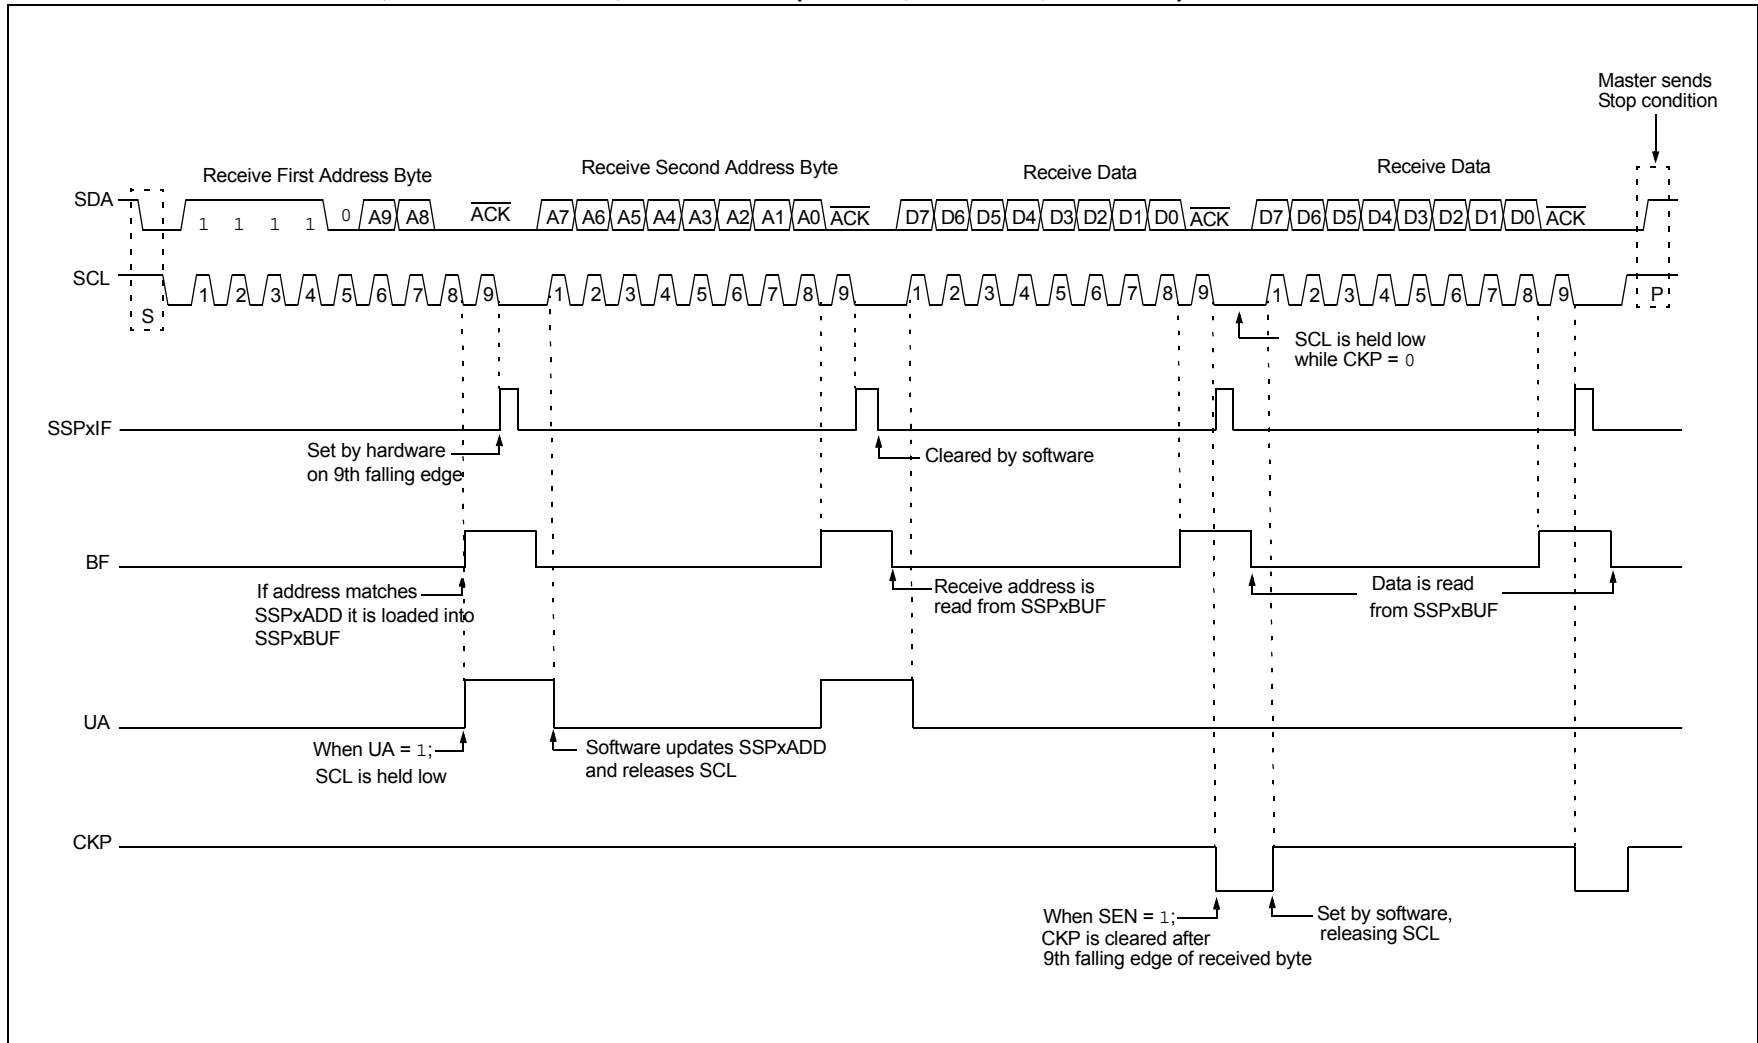 Master sends
Stop condition
Receive First Address Byte
Receive Second Address Byte
Receive Data
Receive Data
SDA
1 1 1 1 0 A9 A8 ACK A7 A6 A5 A4 A3 A2 A1 A0 ACK D7 D6 D5 D4 D3 D2 D1 D0 ACK D7 D6 D5 D4 D3 D2 D1 D0 ACK
SCL
S 1 2 3 4 5 6 7 8 9 1 2 3 4 5 6 7 8 9 1 2 3 4 5 6 7 8 9 1 2 3 4 5 6 7 8 9 P
SCL is held low
while CKP = 0
SSPxIF
Set by hardware
on 9th falling edge
Cleared by software
BF
If address matches
SSPxADD it is loaded into
SSPxBUF
Receive address is
read from SSPxBUF
Data is read
from SSPxBUF
UA
When UA = 1;
SCL is held low
Software updates SSPxADD
and releases SCL
CKP
When SEN = 1;
CKP is cleared after
9th falling edge of received byte
Set by software,
releasing SCL